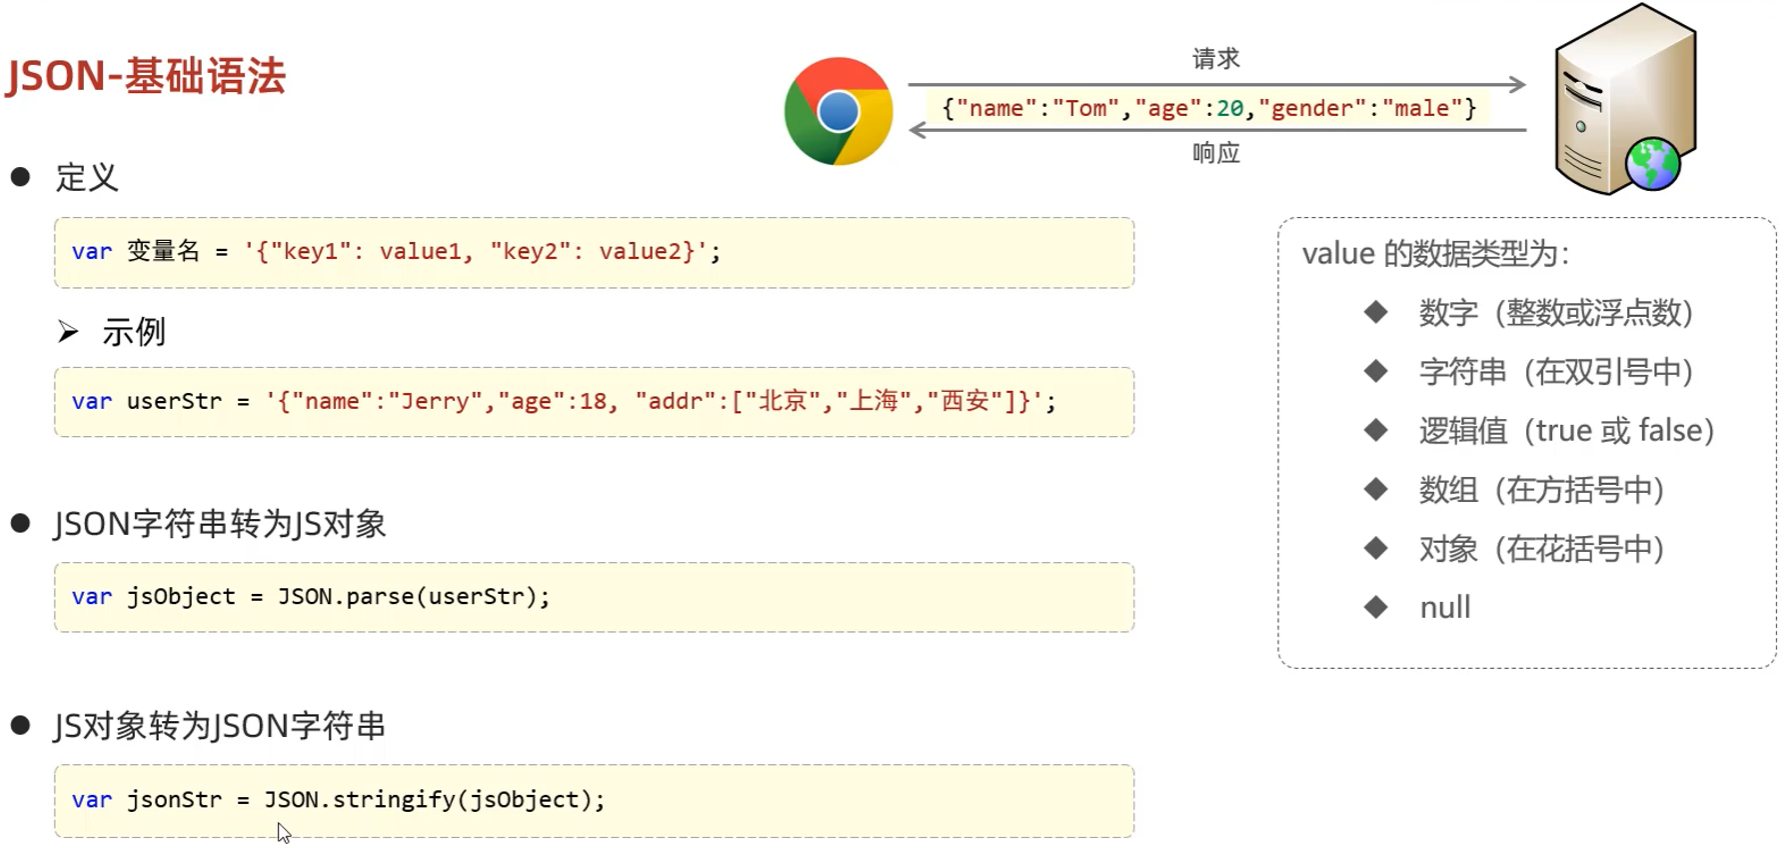 JSON-基础语法
请求
{"name":"Tom","age":20,"gender":"male"}
响应
定义
var 变量名 = '{"key1": value1, "key2": value2}';
示例
var userStr = '{"name":"Jerry","age":18, "addr":["北京","上海","西安"]}';
JSON字符串转为JS对象
var jsObject = JSON.parse(userStr);
JS对象转为JSON字符串
var jsonStr = JSON.stringify(jsObject);
value 的数据类型为：
数字（整数或浮点数）
字符串（在双引号中）
逻辑值（true 或 false）
数组（在方括号中）
对象（在花括号中）
null